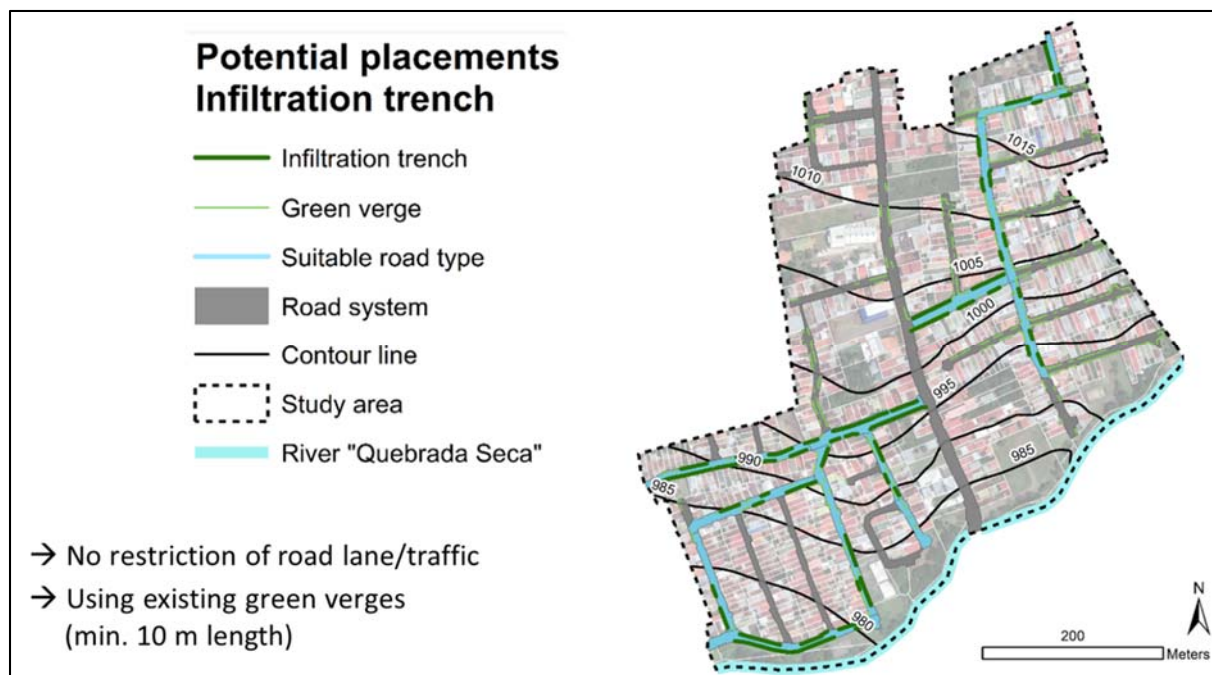 Potential placements
Infiltration trench
Infiltration trench
Green verge
Suitable road type
Road system
Contour line
Study area
River "Quebrada Seca"
→ No restriction of road lane/traffic
→ Using existing green verges
(min. 10 m length)
1015
1010
1005
1000
995
990
985
985
980
N
200
Meters